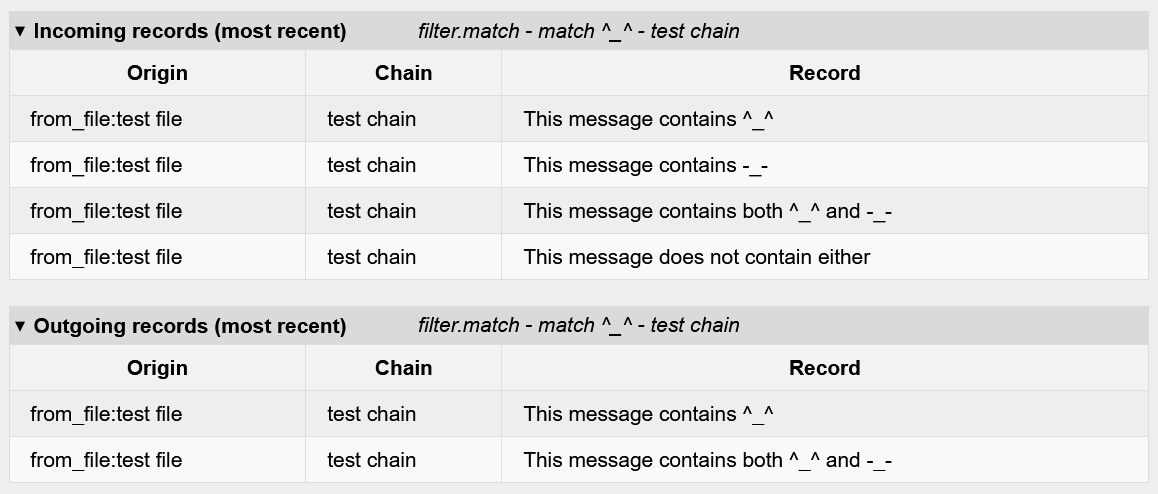 ▼ Incoming records (most recent) filter.match - match ^_^ - test chain
Origin Chain Record
from_file:test file test chain This message contains ^_^
from_file:test file test chain This message contains -_-
from_file:test file test chain This message contains both ^_^ and -_-
from_file:test file test chain This message does not contain either
▼ Outgoing records (most recent) filter.match - match ^_^ - test chain
Origin Chain Record
from_file:test file test chain This message contains ^_^
from_file:test file test chain This message contains both ^_^ and -_-